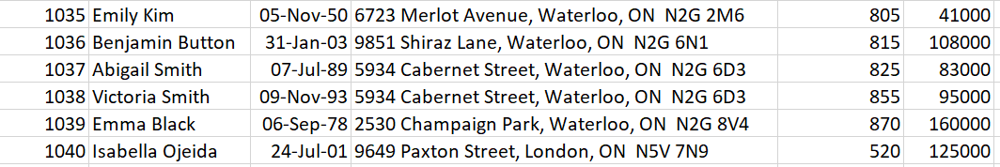 1035 Emily Kim 05-Nov-50 6723 Merlot Avenue, Waterloo, ON  N2G 2M6 805 41000
1036 Benjamin Button 31-Jan-03 9851 Shiraz Lane, Waterloo, ON  N2G 6N1 815 108000
1037 Abigail Smith 07-Jul-89 5934 Cabernet Street, Waterloo, ON  N2G 6D3 825 83000
1038 Victoria Smith 09-Nov-93 5934 Cabernet Street, Waterloo, ON  N2G 6D3 855 95000
1039 Emma Black 06-Sep-78 2530 Champaign Park, Waterloo, ON  N2G 8V4 870 160000
1040 Isabella Ojeida 24-Jul-01 9649 Paxton Street, London, ON  N5V 7N9 520 125000